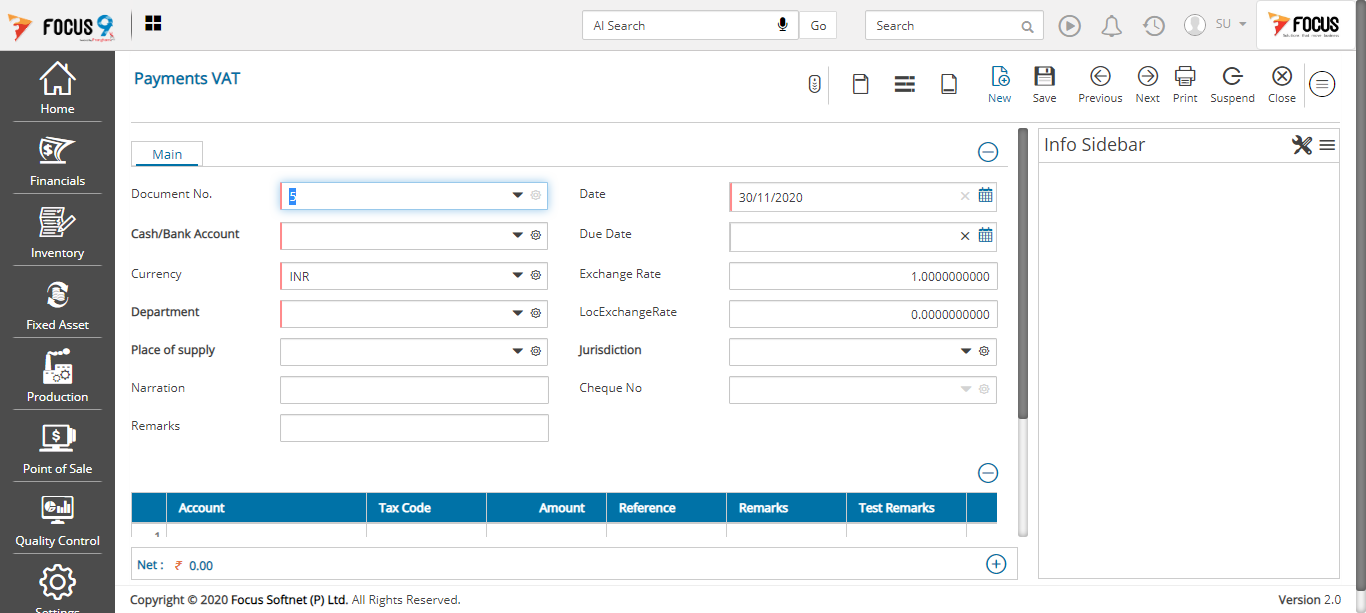 FOCUS 9
AI Search
Go
Search
SU
FOCUS
Home
Financials
Inventory
Fixed Asset
Production
Point of Sale
Quality Control
Settings
Payments VAT
New
Save
Previous
Next
Print
Suspend
Close
Main
Document No.
5
Date
30/11/2020
Cash/Bank Account
Due Date
Currency
INR
Exchange Rate
1.0000000000
Department
LocExchangeRate
0.0000000000
Place of supply
Jurisdiction
Narration
Cheque No
Remarks
Account Tax Code Amount Reference Remarks Test Remarks
1
Net : ₹ 0.00
Info Sidebar
Copyright © 2020 Focus Softnet (P) Ltd. All Rights Reserved.
Version 2.0